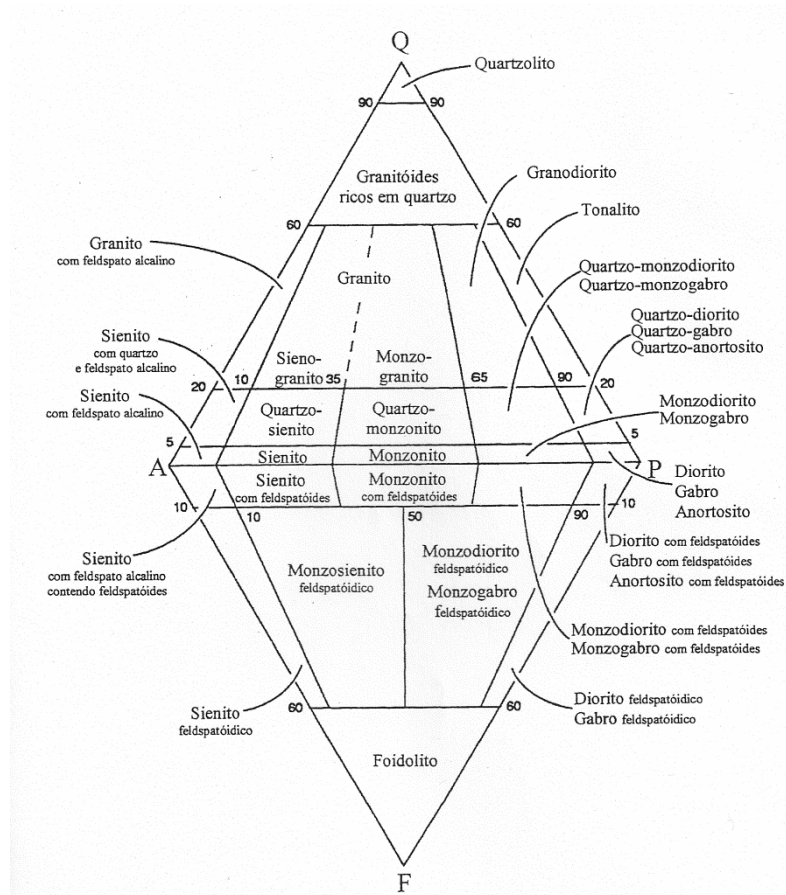 Q
Quartzolito
90 90
Granitóides
ricos em quartzo
Granodiorito
60 60
Tonalito
Granito
com feldspato alcalino
Granito
Quartzo-monzodiorito
Quartzo-monzogabro
Quartzo-diorito
Quartzo-gabro
Quartzo-anortosito
Sienito
com quartzo
e feldspato alcalino
Sieno-
granito
Monzo-
granito
20 10 35 65 90 20
Sienito
com feldspato alcalino
Quartzo-
sienito
Quartzo-
monzonito
Monzodiorito
Monzogabro
5 5
Sienito
Monzonito
A P
Diorito
Gabro
Anortosito
Sienito
com feldspatóides
Monzonito
com feldspatóides
10 10 50 90 10
Sienito
com feldspato alcalino
contendo feldspatóides
Diorito com feldspatóides
Gabro com feldspatóides
Anortosito com feldspatóides
Monzosienito
feldspatóidico
Monzodiorito
feldspatóidico
Monzogabro
feldspatóidico
Monzodiorito com feldspatóides
Monzogabro com feldspatóides
Sienito
feldspatóidico
60 60
Diorito feldspatóidico
Gabro feldspatóidico
Foidolito
F